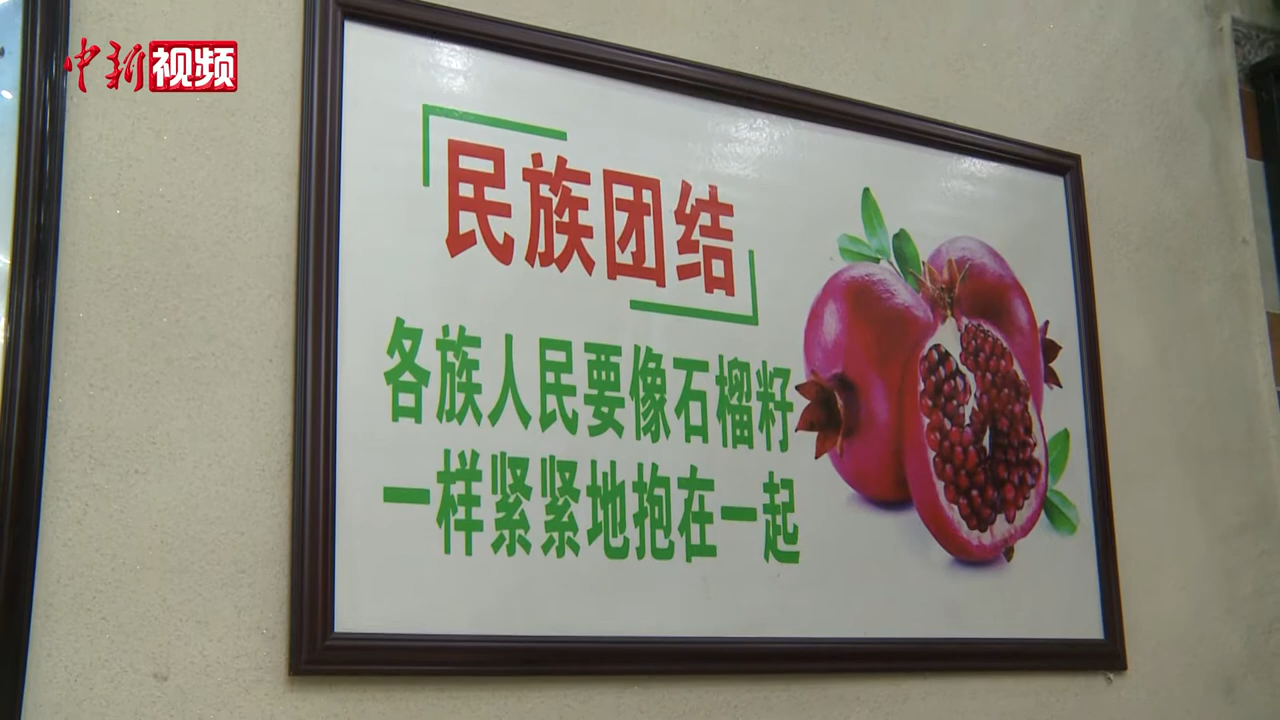 中新视频
民族团结
各族人民要像石榴籽
一样紧紧地抱在一起